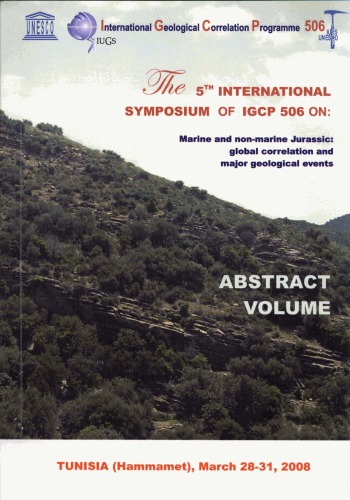 UNESCO
IUGS
International Geological Correlation Programme 506
UNESCO
The 5TH INTERNATIONAL
SYMPOSIUM OF IGCP 506 ON:
Marine and non-marine Jurassic:
global correlation and
major geological events
ABSTRACT
VOLUME
TUNISIA (Hammamet), March 28-31, 2008